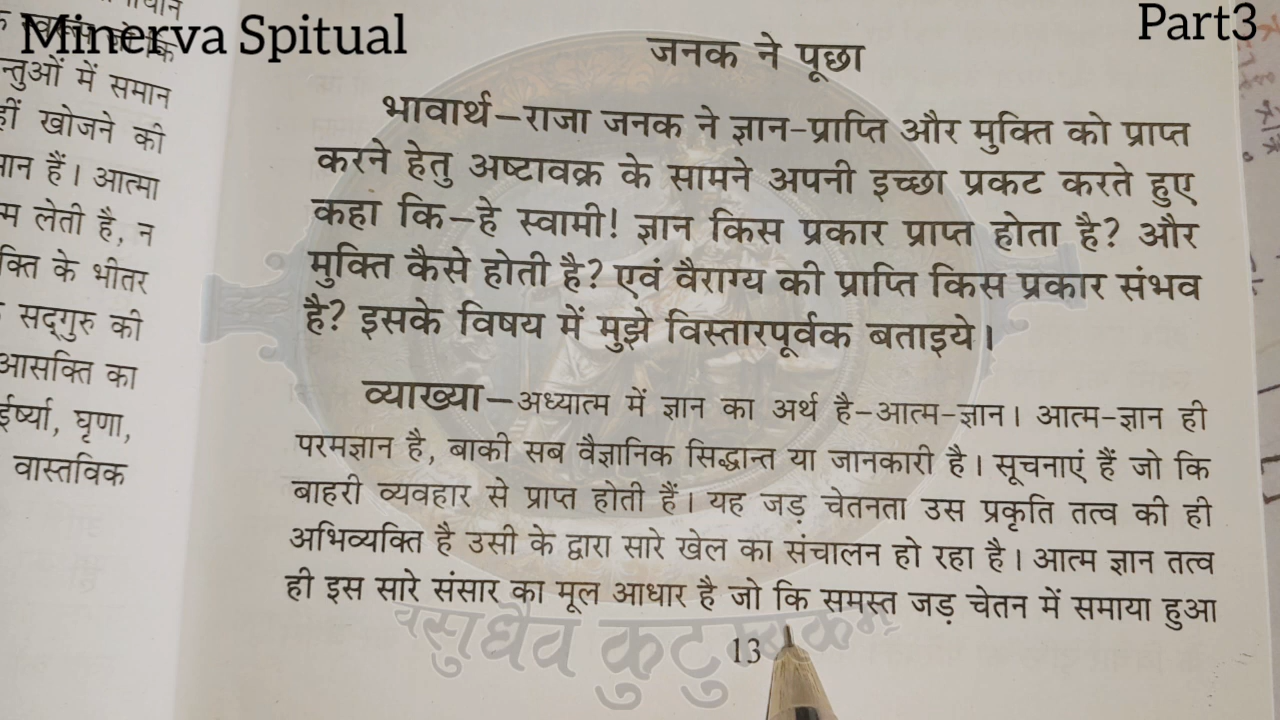 Minerva Spitual
Part3
न्तुओं में समान
खोजने की
आत्मा
लेती है, न
के भीतर
सद्गुरु की
आसक्ति का
ईर्ष्या, घृणा,
वास्तविक
जनक ने पूछा
भावार्थ–राजा जनक ने ज्ञान-प्राप्ति और मुक्ति को प्राप्त
करने हेतु अष्टावक्र के सामने अपनी इच्छा प्रकट करते हुए
कहा कि–हे स्वामी! ज्ञान किस प्रकार प्राप्त होता है? और
मुक्ति कैसे होती है? एवं वैराग्य की प्राप्ति किस प्रकार संभव
है? इसके विषय में मुझे विस्तारपूर्वक बताइये।
व्याख्या–अध्यात्म में ज्ञान का अर्थ है-आत्म-ज्ञान। आत्म-ज्ञान ही
परमज्ञान है, बाकी सब वैज्ञानिक सिद्धान्त या जानकारी है। सूचनाएं हैं जो कि
बाहरी व्यवहार से प्राप्त होती हैं। यह जड़ चेतनता उस प्रकृति तत्व की ही
अभिव्यक्ति है उसी के द्वारा सारे खेल का संचालन हो रहा है। आत्म ज्ञान तत्व
ही इस सारे संसार का मूल आधार है जो कि समस्त जड़ चेतन में समाया हुआ
वसुधैव कुटुम्बकम्
13